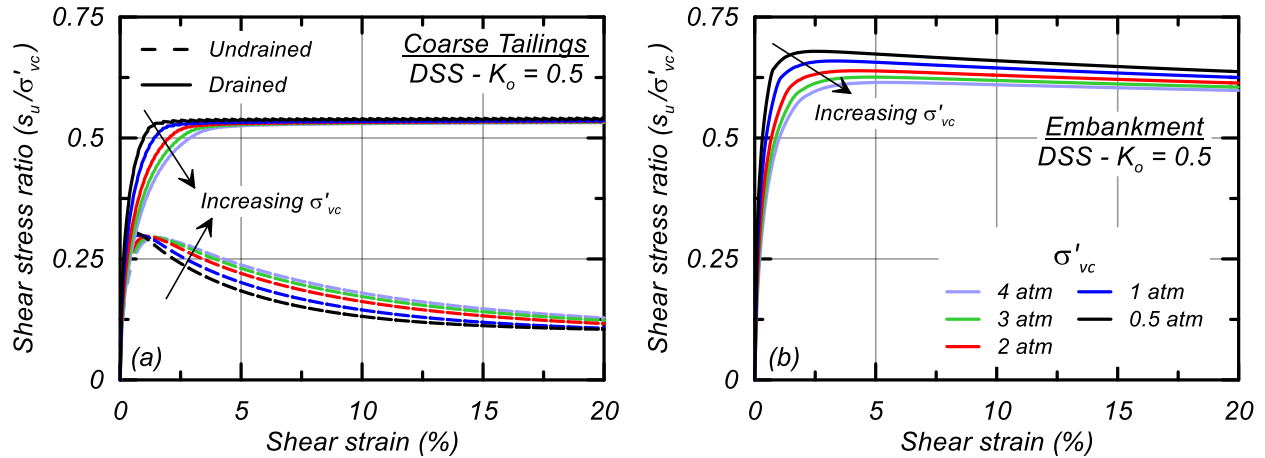 Shear stress ratio (su/σ'vc)
0.75
0.5
0.25
0
Undrained
Drained
Coarse Tailings
DSS - Ko = 0.5
Increasing σ'vc
(a)
0 5 10 15 20
Shear strain (%)
Shear stress ratio (su/σ'vc)
0.75
0.5
0.25
0
Increasing σ'vc
Embankment
DSS - Ko = 0.5
σ'vc
4 atm 1 atm
3 atm 0.5 atm
2 atm
(b)
0 5 10 15 20
Shear strain (%)